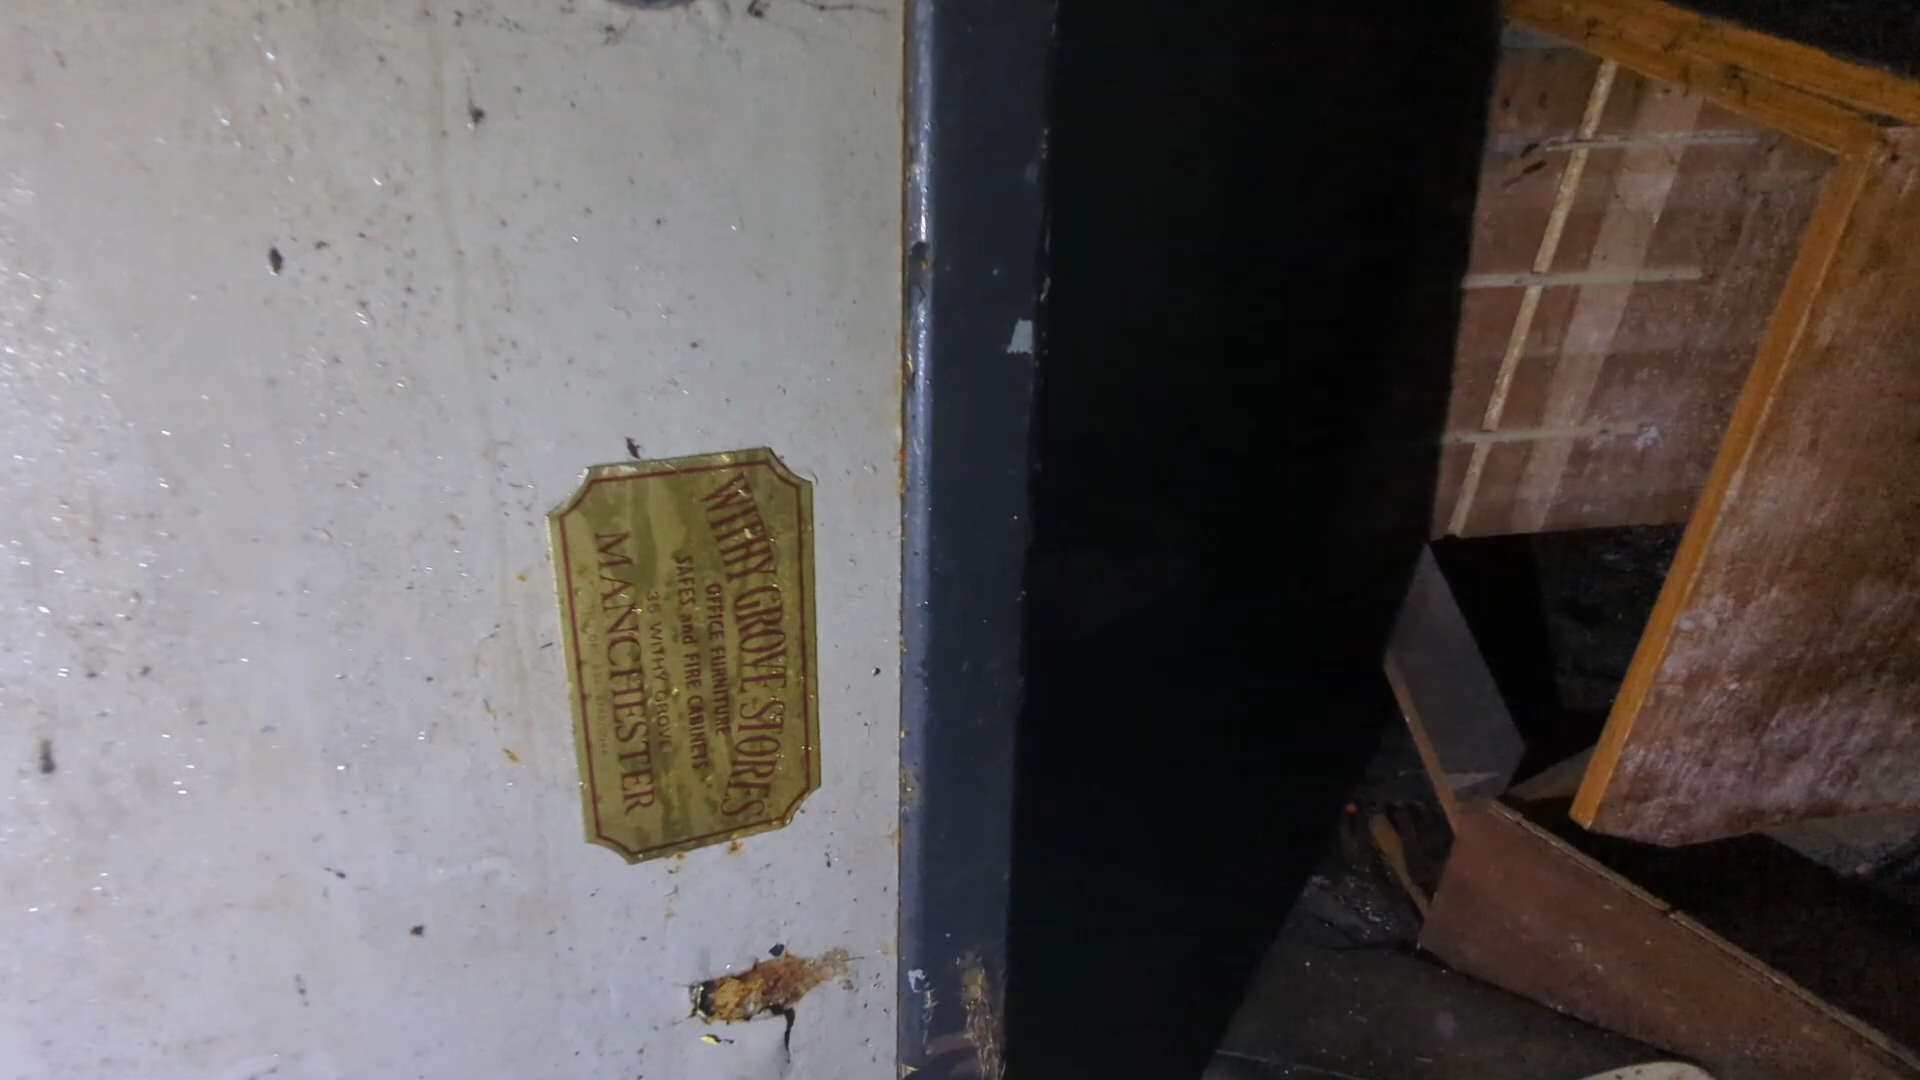 WITHY GROVE STORES
OFFICE FURNITURE
SAFES and FIRE CABINETS
35 WITHY GROVE
MANCHESTER